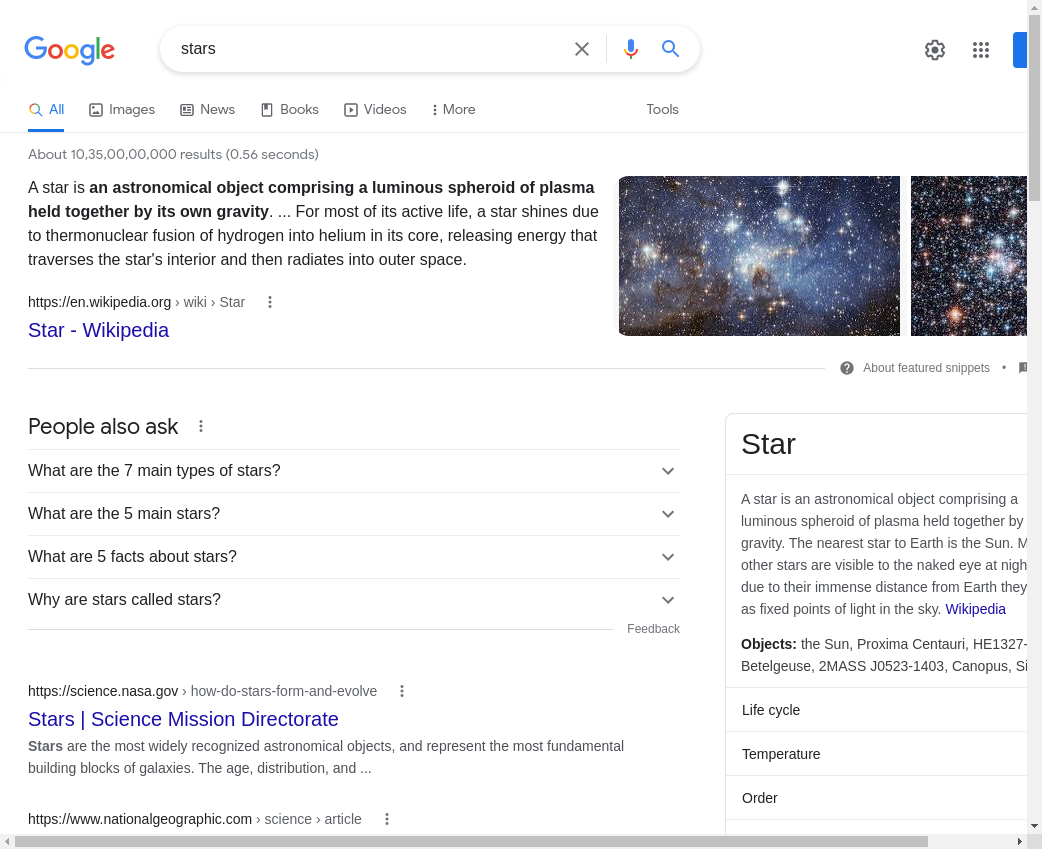 Google
stars
All
Images
News
Books
Videos
More
Tools
About 10,35,00,00,000 results (0.56 seconds)
A star is an astronomical object comprising a luminous spheroid of plasma
held together by its own gravity. ... For most of its active life, a star shines due
to thermonuclear fusion of hydrogen into helium in its core, releasing energy that
traverses the star's interior and then radiates into outer space.
https://en.wikipedia.org › wiki › Star
Star - Wikipedia
About featured snippets •
People also ask
What are the 7 main types of stars?
What are the 5 main stars?
What are 5 facts about stars?
Why are stars called stars?
Feedback
https://science.nasa.gov › how-do-stars-form-and-evolve
Stars | Science Mission Directorate
Stars are the most widely recognized astronomical objects, and represent the most fundamental
building blocks of galaxies. The age, distribution, and ...
https://www.nationalgeographic.com › science › article
Star
A star is an astronomical object comprising a
luminous spheroid of plasma held together by
gravity. The nearest star to Earth is the Sun.
other stars are visible to the naked eye at
due to their immense distance from Earth they
as fixed points of light in the sky. Wikipedia
Objects: the Sun, Proxima Centauri, HE1327-
Betelgeuse, 2MASS J0523-1403, Canopus,
Life cycle
Temperature
Order